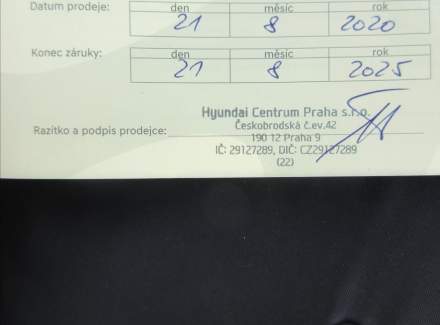 Datum prodeje: den měsíc rok
21 8 2020
Konec záruky: den měsíc rok
21 8 2025
Hyundai Centrum Praha s.r.o.
Českobrodská č.ev.42
Razítko a podpis prodejce: 190 12 Praha 9
IČ: 29127289, DIČ: CZ29127289
(22)